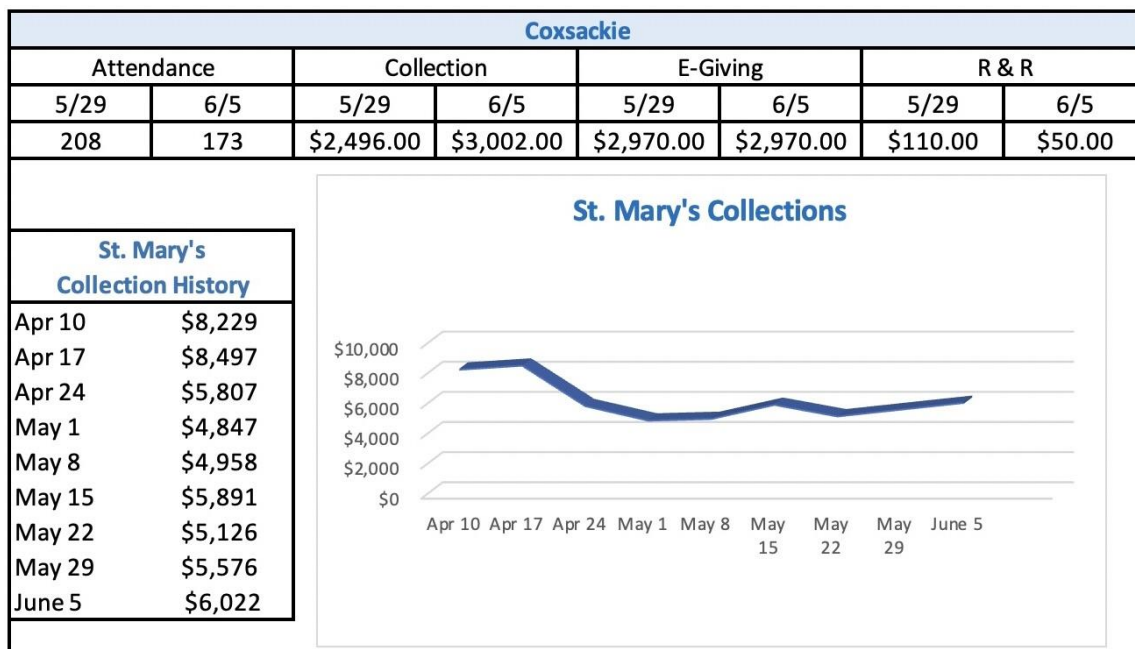 Coxsackie
Attendance Collection E-Giving R & R
5/29 6/5 5/29 6/5 5/29 6/5 5/29 6/5
208 173 $2,496.00 $3,002.00 $2,970.00 $2,970.00 $110.00 $50.00
St. Mary's
Collection History
Apr 10 $8,229
Apr 17 $8,497
Apr 24 $5,807
May 1 $4,847
May 8 $4,958
May 15 $5,891
May 22 $5,126
May 29 $5,576
June 5 $6,022
St. Mary's Collections
$10,000
$8,000
$6,000
$4,000
$2,000
$0
Apr 10 Apr 17 Apr 24 May 1 May 8 May May May June 5
15 22 29